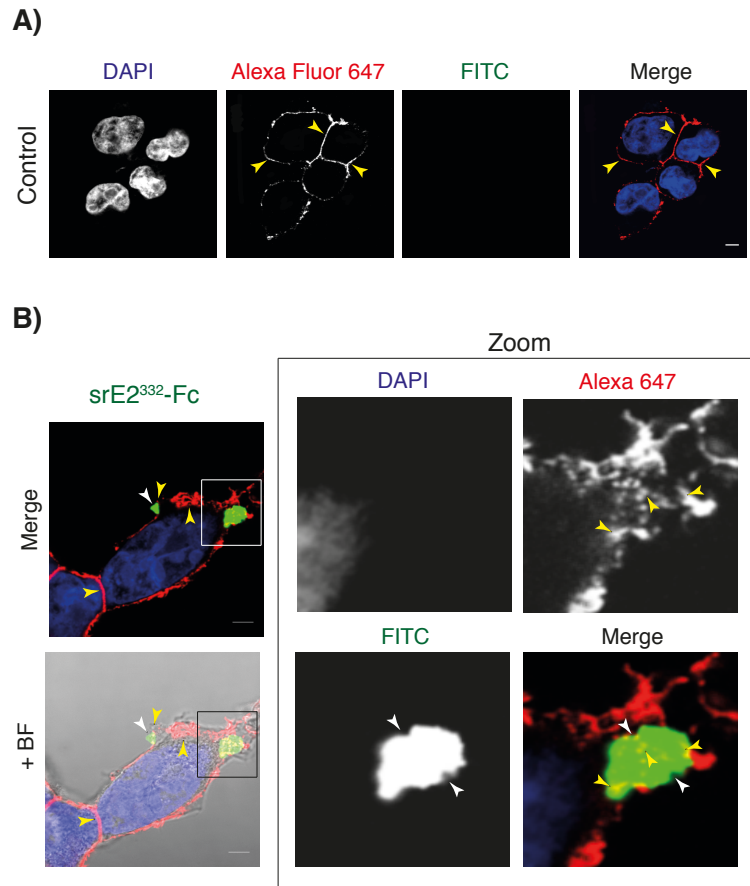 A)
DAPI Alexa Fluor 647 FITC Merge
Control
B)
Zoom
srE2³³²-Fc
DAPI Alexa 647
Merge
FITC Merge
+ BF